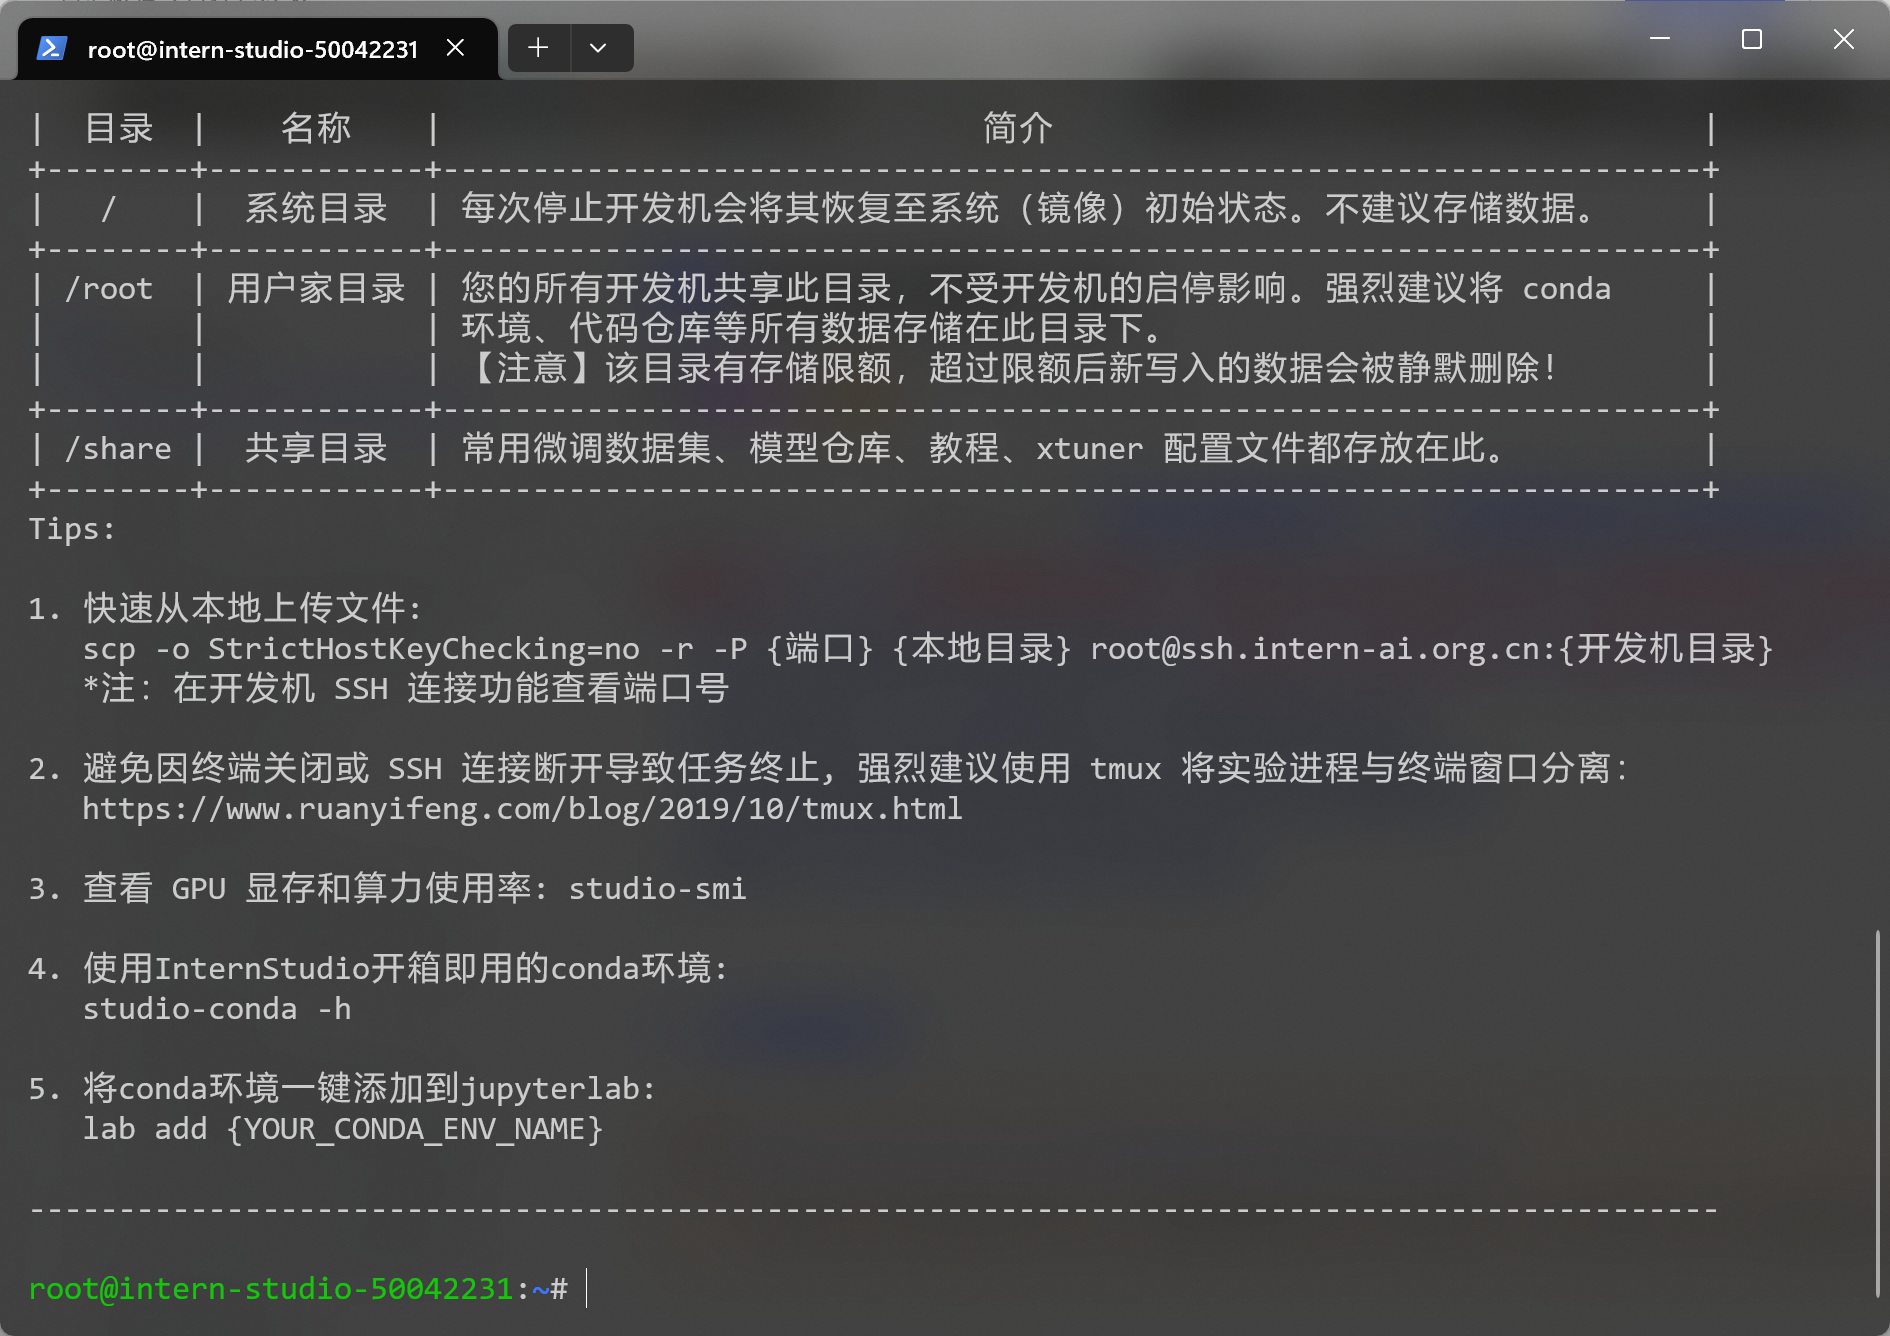 root@intern-studio-50042231
| 目录 | 名称 | 简介 |
+--------+------------+----------------------------------------------------------------------+
| / | 系统目录 | 每次停止开发机会将其恢复至系统（镜像）初始状态。不建议存储数据。 |
+--------+------------+----------------------------------------------------------------------+
| /root | 用户家目录 | 您的所有开发机共享此目录，不受开发机的启停影响。强烈建议将 conda |
| | | 环境、代码仓库等所有数据存储在此目录下。 |
| | | 【注意】该目录有存储限额，超过限额后新写入的数据会被静默删除！ |
+--------+------------+----------------------------------------------------------------------+
| /share | 共享目录 | 常用微调数据集、模型仓库、教程、xtuner 配置文件都存放在此。 |
+--------+------------+----------------------------------------------------------------------+
Tips:
1. 快速从本地上传文件：
scp -o StrictHostKeyChecking=no -r -P {端口} {本地目录} root@ssh.intern-ai.org.cn:{开发机目录}
*注：在开发机 SSH 连接功能查看端口号
2. 避免因终端关闭或 SSH 连接断开导致任务终止，强烈建议使用 tmux 将实验进程与终端窗口分离：
https://www.ruanyifeng.com/blog/2019/10/tmux.html
3. 查看 GPU 显存和算力使用率：studio-smi
4. 使用InternStudio开箱即用的conda环境：
studio-conda -h
5. 将conda环境一键添加到jupyterlab:
lab add {YOUR_CONDA_ENV_NAME}
----------------------------------------------------------------------------------------------
root@intern-studio-50042231:~#